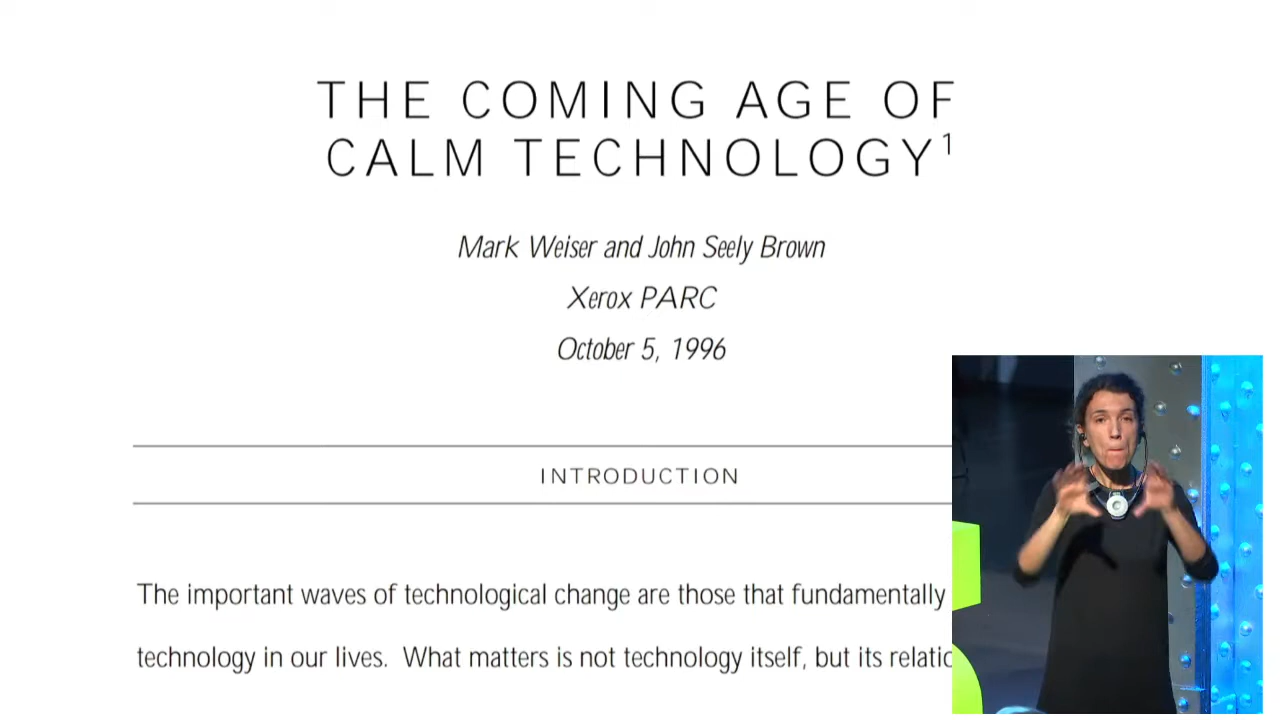 THE COMING AGE OF
CALM TECHNOLOGY1
Mark Weiser and John Seely Brown
Xerox PARC
October 5, 1996
INTRODUCTION
The important waves of technological change are those that fundamentally
technology in our lives. What matters is not technology itself, but its